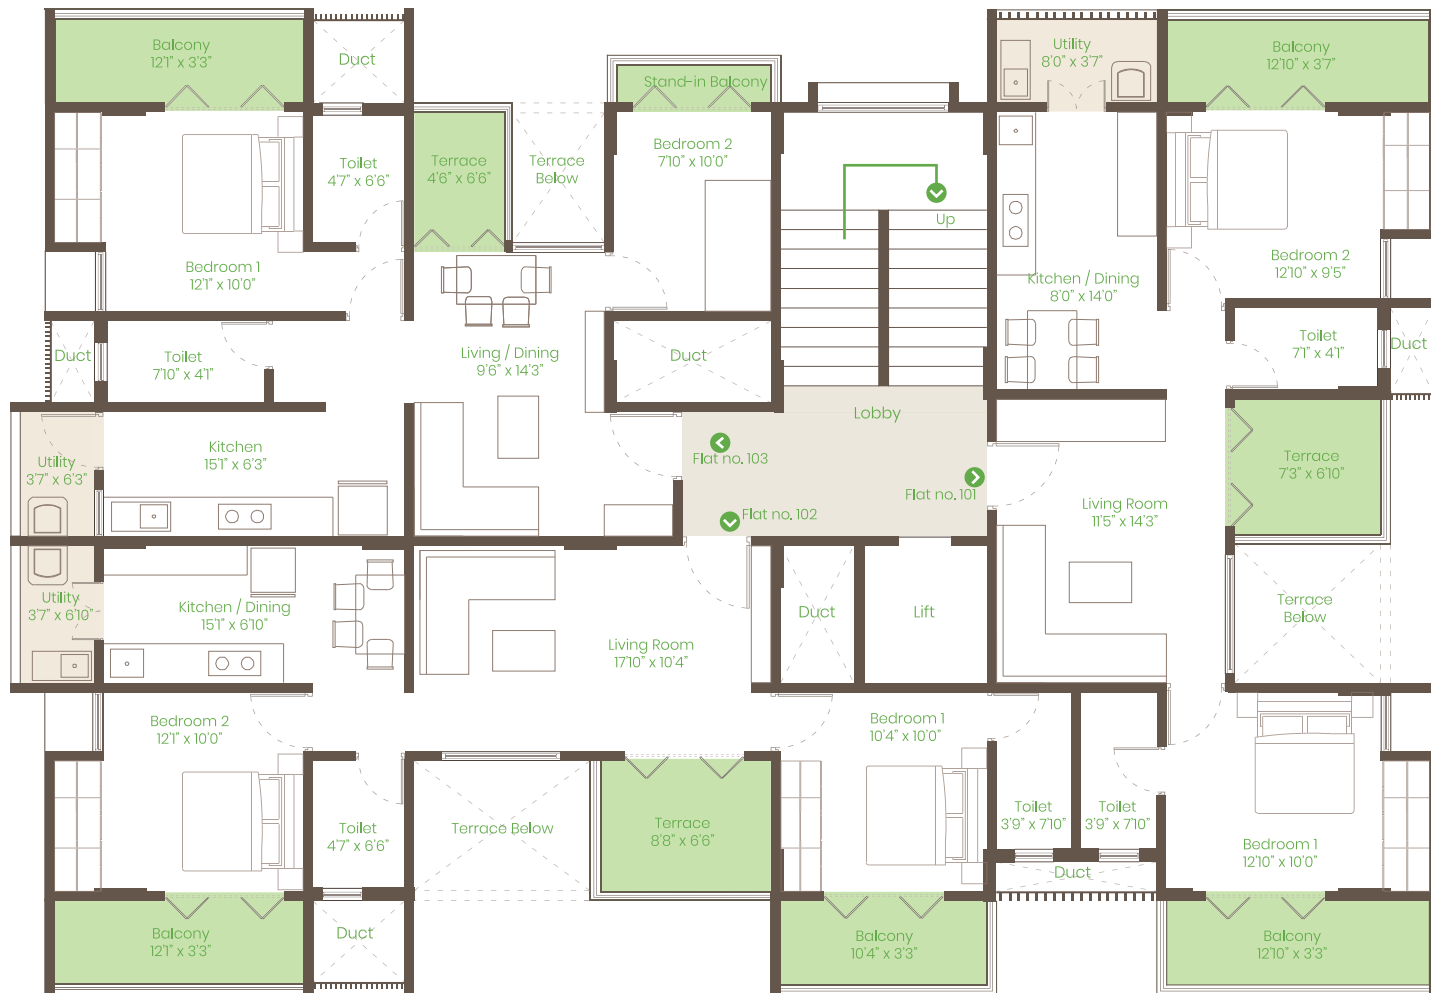 Balcony
12'1" x 3'3"
Duct
Stand-in Balcony
Utility
8'0" x 3'7"
Balcony
12'10" x 3'7"
Toilet
4'7" x 6'6"
Terrace
4'6" x 6'6"
Terrace
Below
Bedroom 2
7'10" x 10'0"
Up
Bedroom 1
12'1" x 10'0"
Kitchen / Dining
8'0" x 14'0"
Bedroom 2
12'10" x 9'5"
Duct
Toilet
7'10" x 4'1"
Living / Dining
9'6" x 14'3"
Duct
Toilet
7'1" x 4'1"
Duct
Lobby
Utility
3'7" x 6'3"
Kitchen
15'1" x 6'3"
Flat no. 103
Flat no. 101
Flat no. 102
Living Room
11'5" x 14'3"
Terrace
7'3" x 6'10"
Utility
3'7" x 6'10"
Kitchen / Dining
15'1" x 6'10"
Living Room
17'10" x 10'4"
Duct
Lift
Terrace
Below
Bedroom 2
12'1" x 10'0"
Bedroom 1
10'4" x 10'0"
Toilet
4'7" x 6'6"
Terrace Below
Terrace
8'8" x 6'6"
Toilet
3'9" x 7'10"
Toilet
3'9" x 7'10"
Bedroom 1
12'10" x 10'0"
Duct
Balcony
12'1" x 3'3"
Duct
Balcony
10'4" x 3'3"
Balcony
12'10" x 3'3"